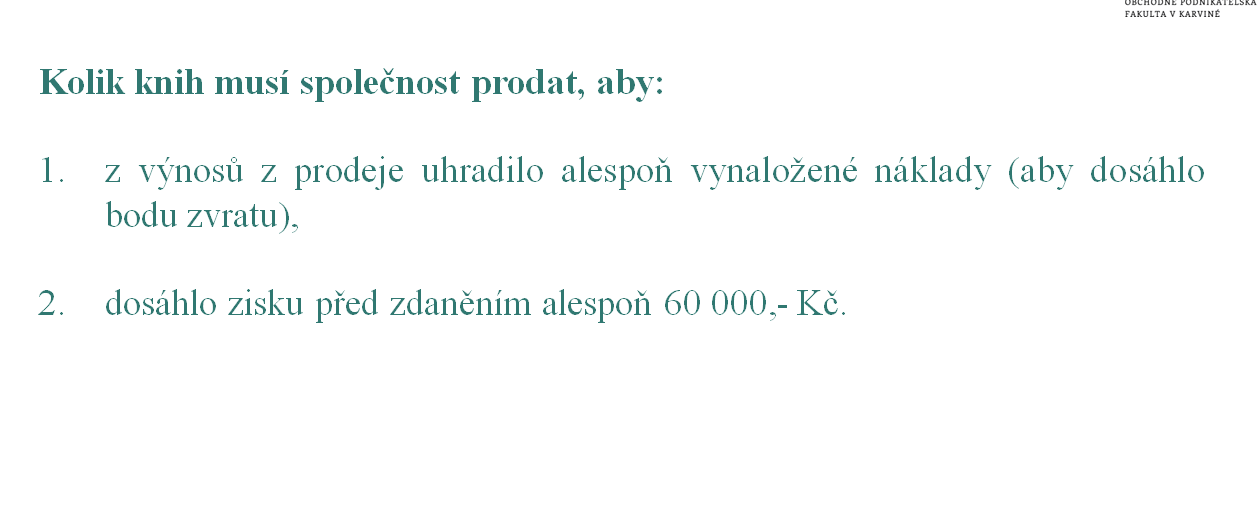 OBCHODNĚ PODNIKATELSKÁ
FAKULTA V KARVINÉ
Kolik knih musí společnost prodat, aby:
1. z výnosů z prodeje uhradilo alespoň vynaložené náklady (aby dosáhlo
bodu zvratu),
2. dosáhlo zisku před zdaněním alespoň 60 000,- Kč.